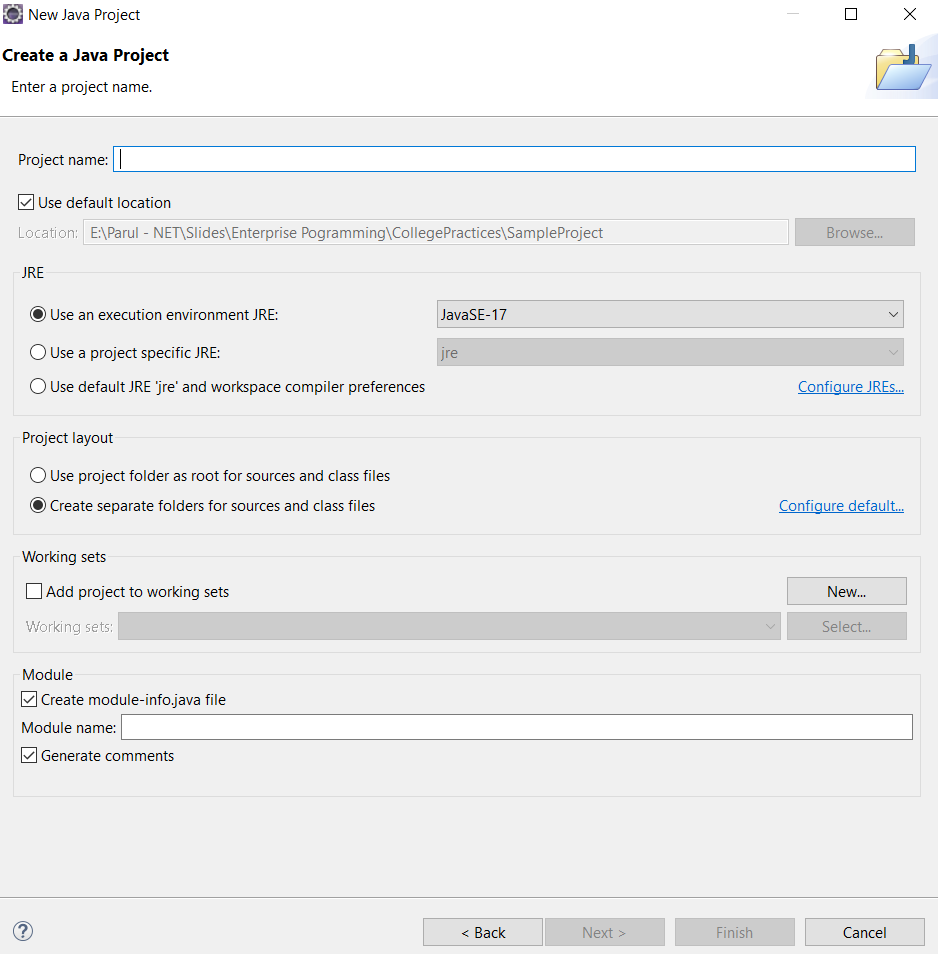 New Java Project
Create a Java Project
Enter a project name.
Project name:
Use default location
Location: E:\Parul - NET\Slides\Enterprise Pogramming\CollegePractices\SampleProject Browse...
JRE
Use an execution environment JRE: JavaSE-17
Use a project specific JRE: jre
Use default JRE 'jre' and workspace compiler preferences Configure JREs...
Project layout
Use project folder as root for sources and class files
Create separate folders for sources and class files Configure default...
Working sets
Add project to working sets New...
Working sets: Select...
Module
Create module-info.java file
Module name:
Generate comments
? < Back Next > Finish Cancel